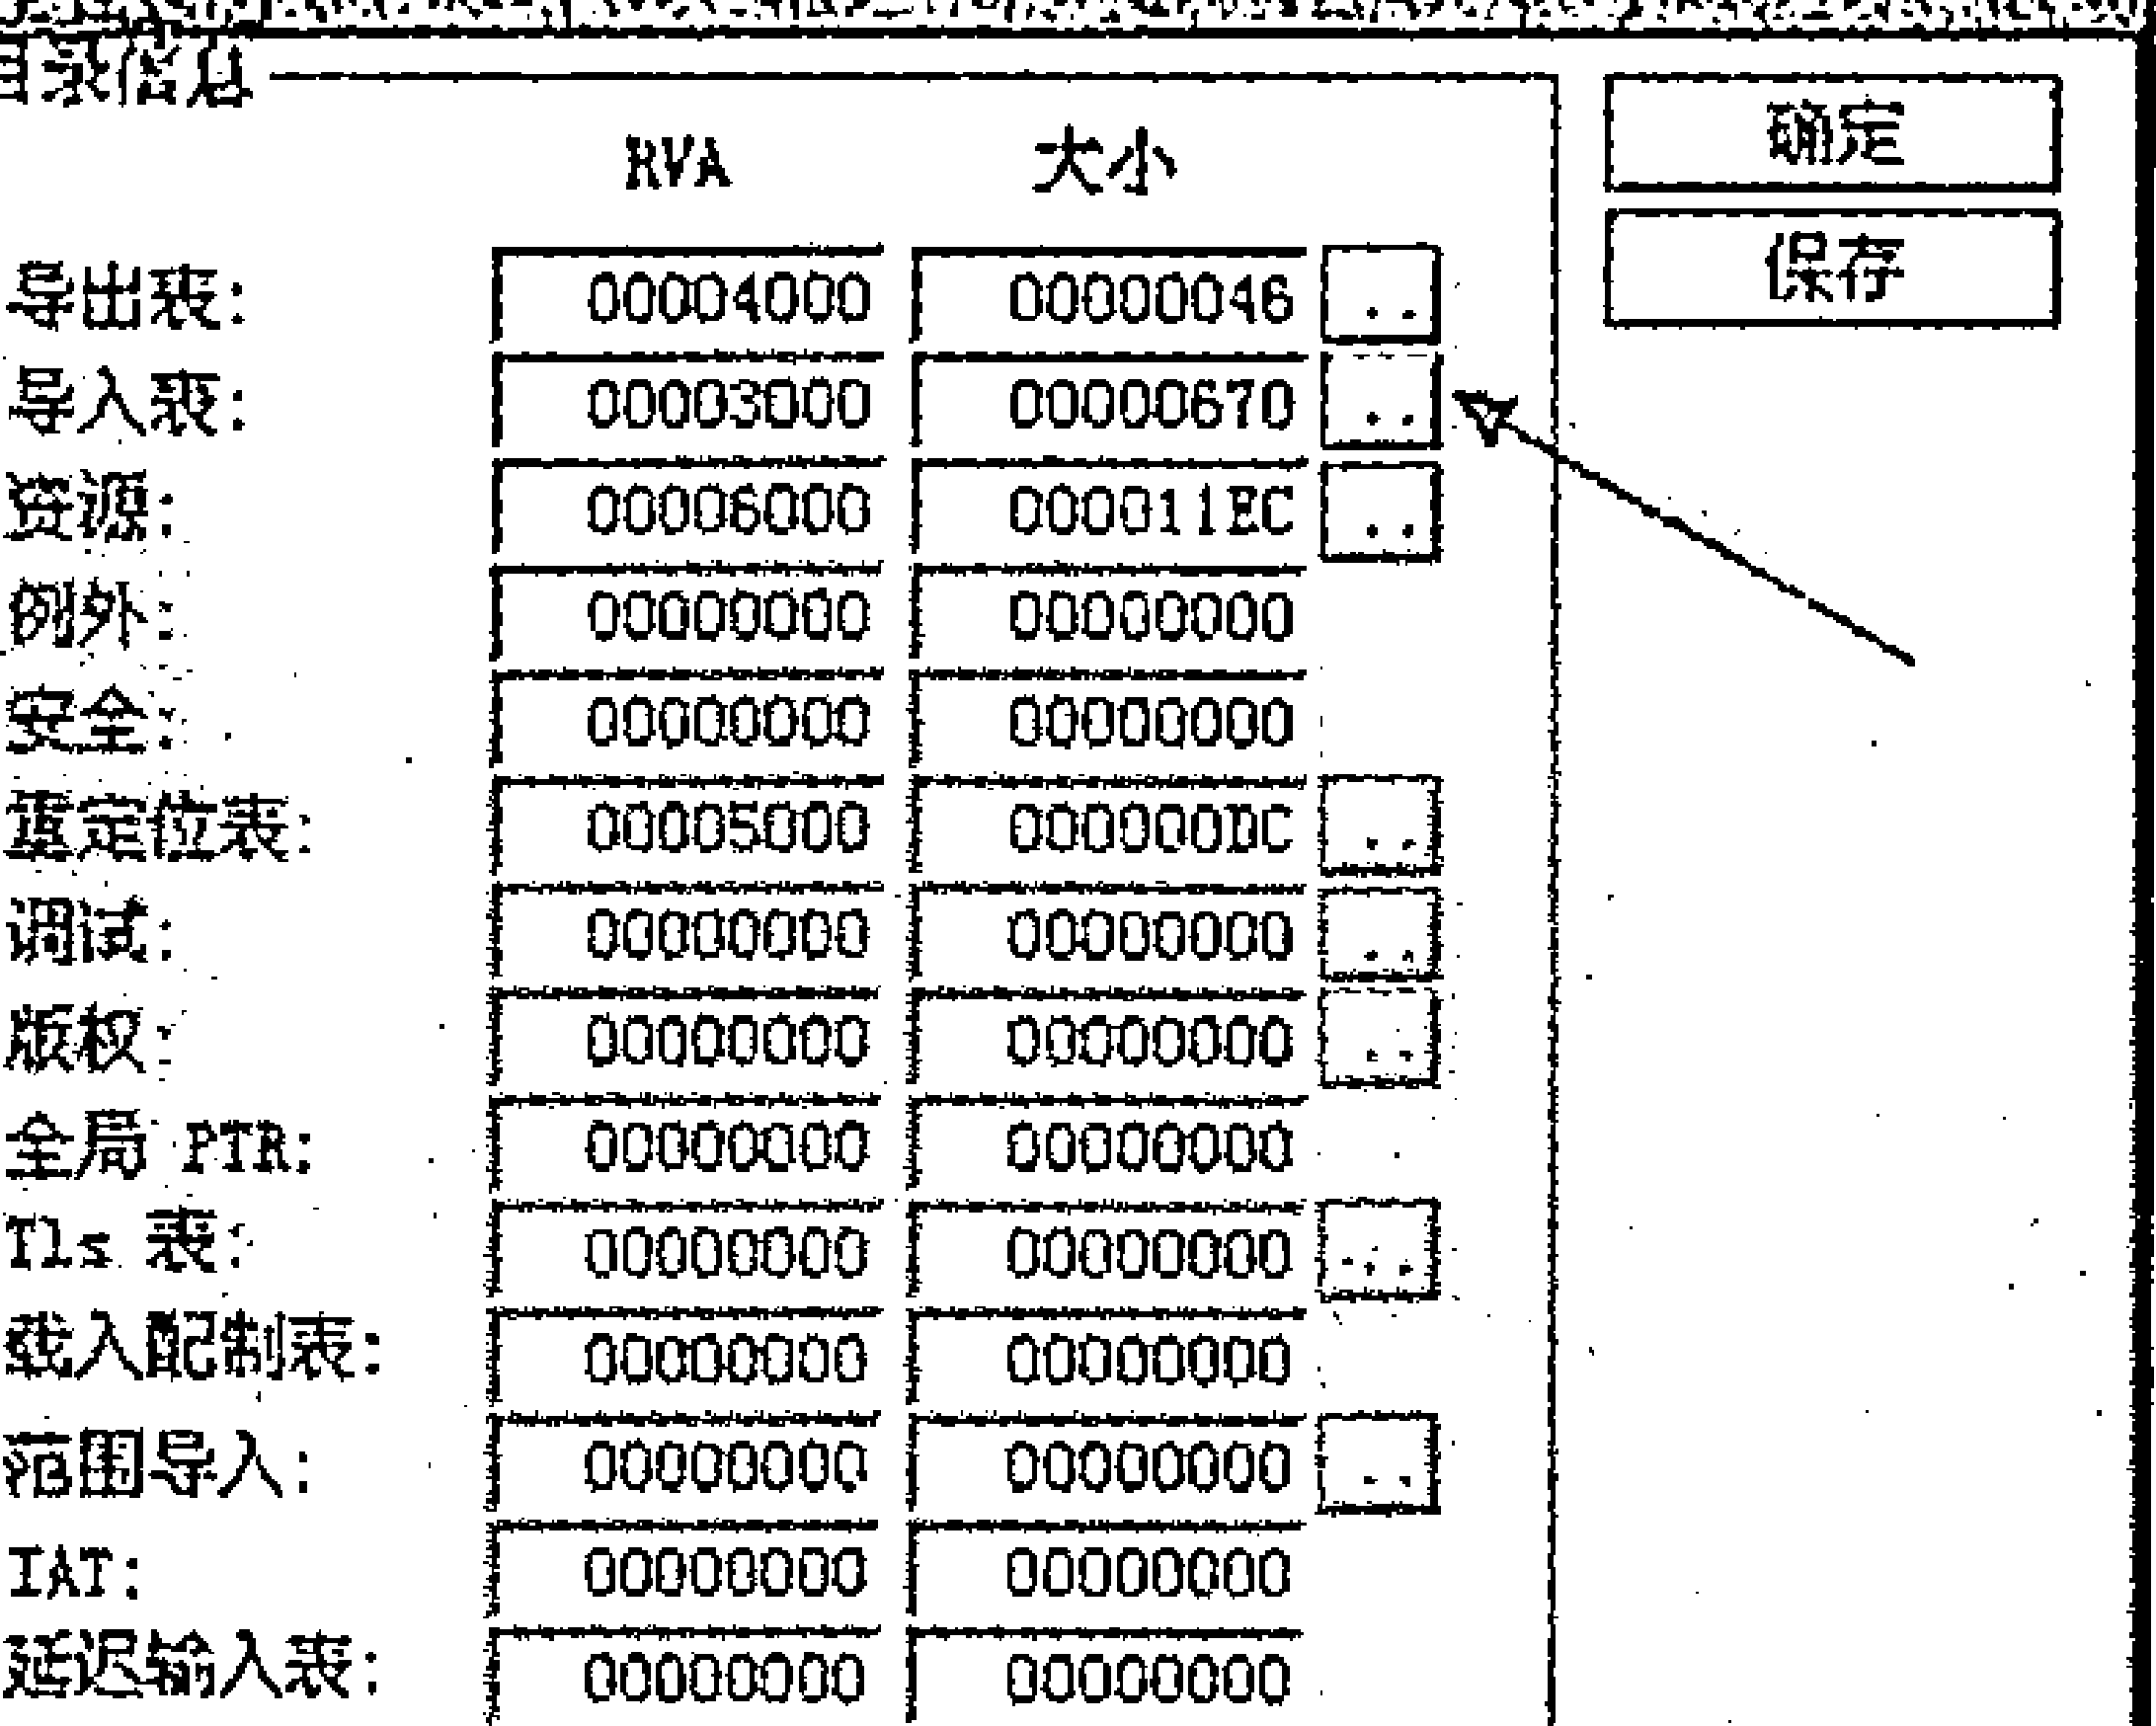 目录信息
RVA 大小
确定
保存
导出表: 00004000 00000046 ..
导入表: 00003000 00000670 ..
资源: 00006000 000011EC ..
例外: 00000000 00000000
安全: 00000000 00000000
重定位表: 00005000 000000DC ..
调试: 00000000 00000000 ..
版权: 00000000 00000000 ..
全局 PTR: 00000000 00000000
Tls 表: 00000000 00000000 ..
载入配制表: 00000000 00000000
范围导入: 00000000 00000000 ..
IAT: 00000000 00000000
延迟输入表: 00000000 00000000